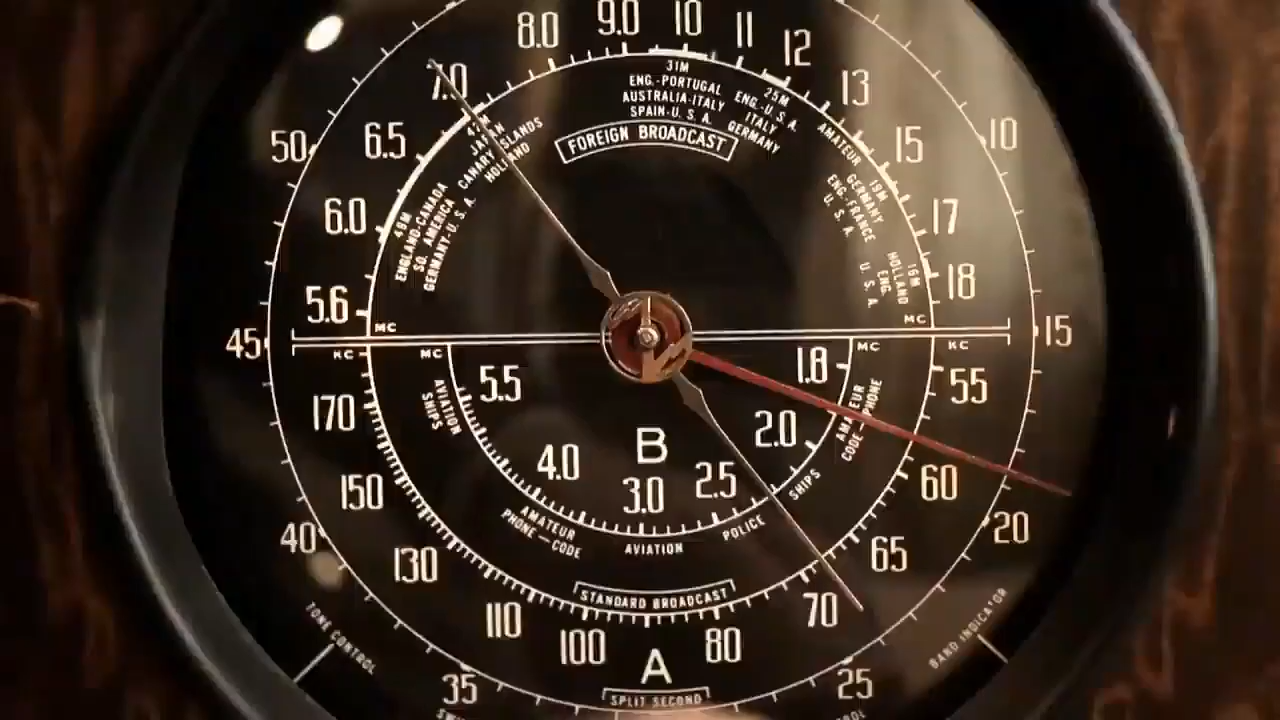 8.0 9.0 10 11 12
7.0
13
50
6.5
15
10
6.0
17
5.6
18
45
15
31M
ENG.-PORTUGAL
AUSTRALIA-ITALY
SPAIN-U.S.A.
25M
ENG.-U.S.A.
ITALY
GERMANY
FOREIGN BROADCAST
JAPAN
CANARY ISLANDS
HOLLAND
49M
ENGLAND-CANADA
SO. AMERICA
GERMANY-U.S.A.
AMATEUR
19M
GERMANY
ENG.-FRANCE
U.S.A.
16M
HOLLAND
ENG.
U.S.A.
MC
MC
KC
MC
MC
KC
5.5
1.8
55
170
AVIATION
SHIPS
AMATEUR
CODE-PHONE
2.0
B
4.0
3.0
2.5
60
150
SHIPS
20
AMATEUR
PHONE-CODE
AVIATION
POLICE
40
130
65
STANDARD BROADCAST
70
110
100
80
A
35
25
SPLIT SECOND
TONE CONTROL
BAND INDICATOR